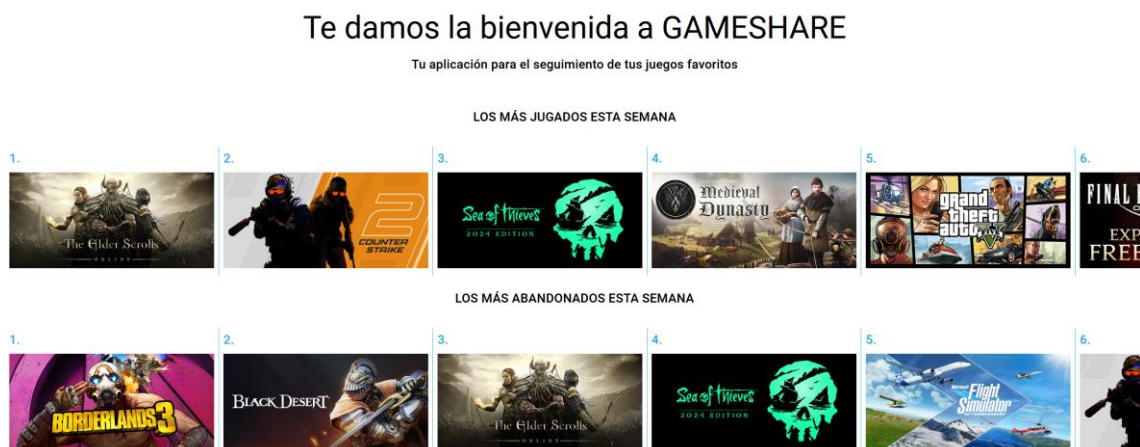 Te damos la bienvenida a GAMESHARE
Tu aplicación para el seguimiento de tus juegos favoritos
LOS MÁS JUGADOS ESTA SEMANA
1.
2.
3.
4.
5.
6.
The Elder Scrolls
ONLINE
2
COUNTER
STRIKE
Sea of Thieves
2024 EDITION
Medieval
Dynasty
grand
theft
auto
V
FINAL
EXP
FREE
LOS MÁS ABANDONADOS ESTA SEMANA
1.
2.
3.
4.
5.
6.
BORDERLANDS 3
BLACK DESERT
The Elder Scrolls
ONLINE
Sea of Thieves
2024 EDITION
Flight
Simulator